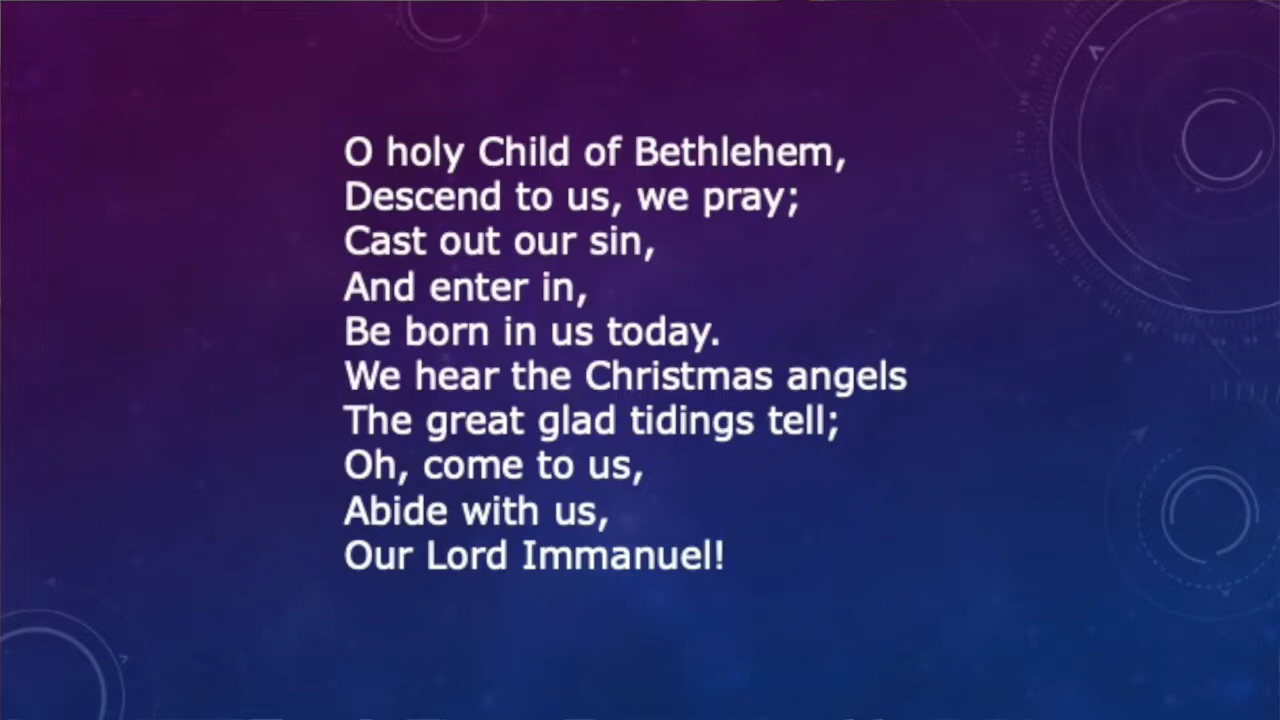 O holy Child of Bethlehem,
Descend to us, we pray;
Cast out our sin,
And enter in,
Be born in us today.
We hear the Christmas angels
The great glad tidings tell;
Oh, come to us,
Abide with us,
Our Lord Immanuel!